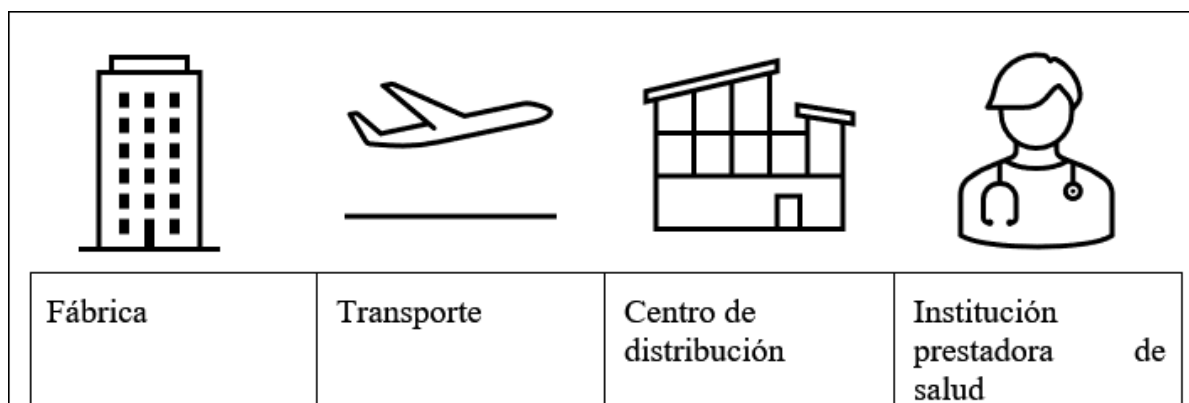 Fábrica
Transporte
Centro de
distribución
Institución
prestadora de
salud